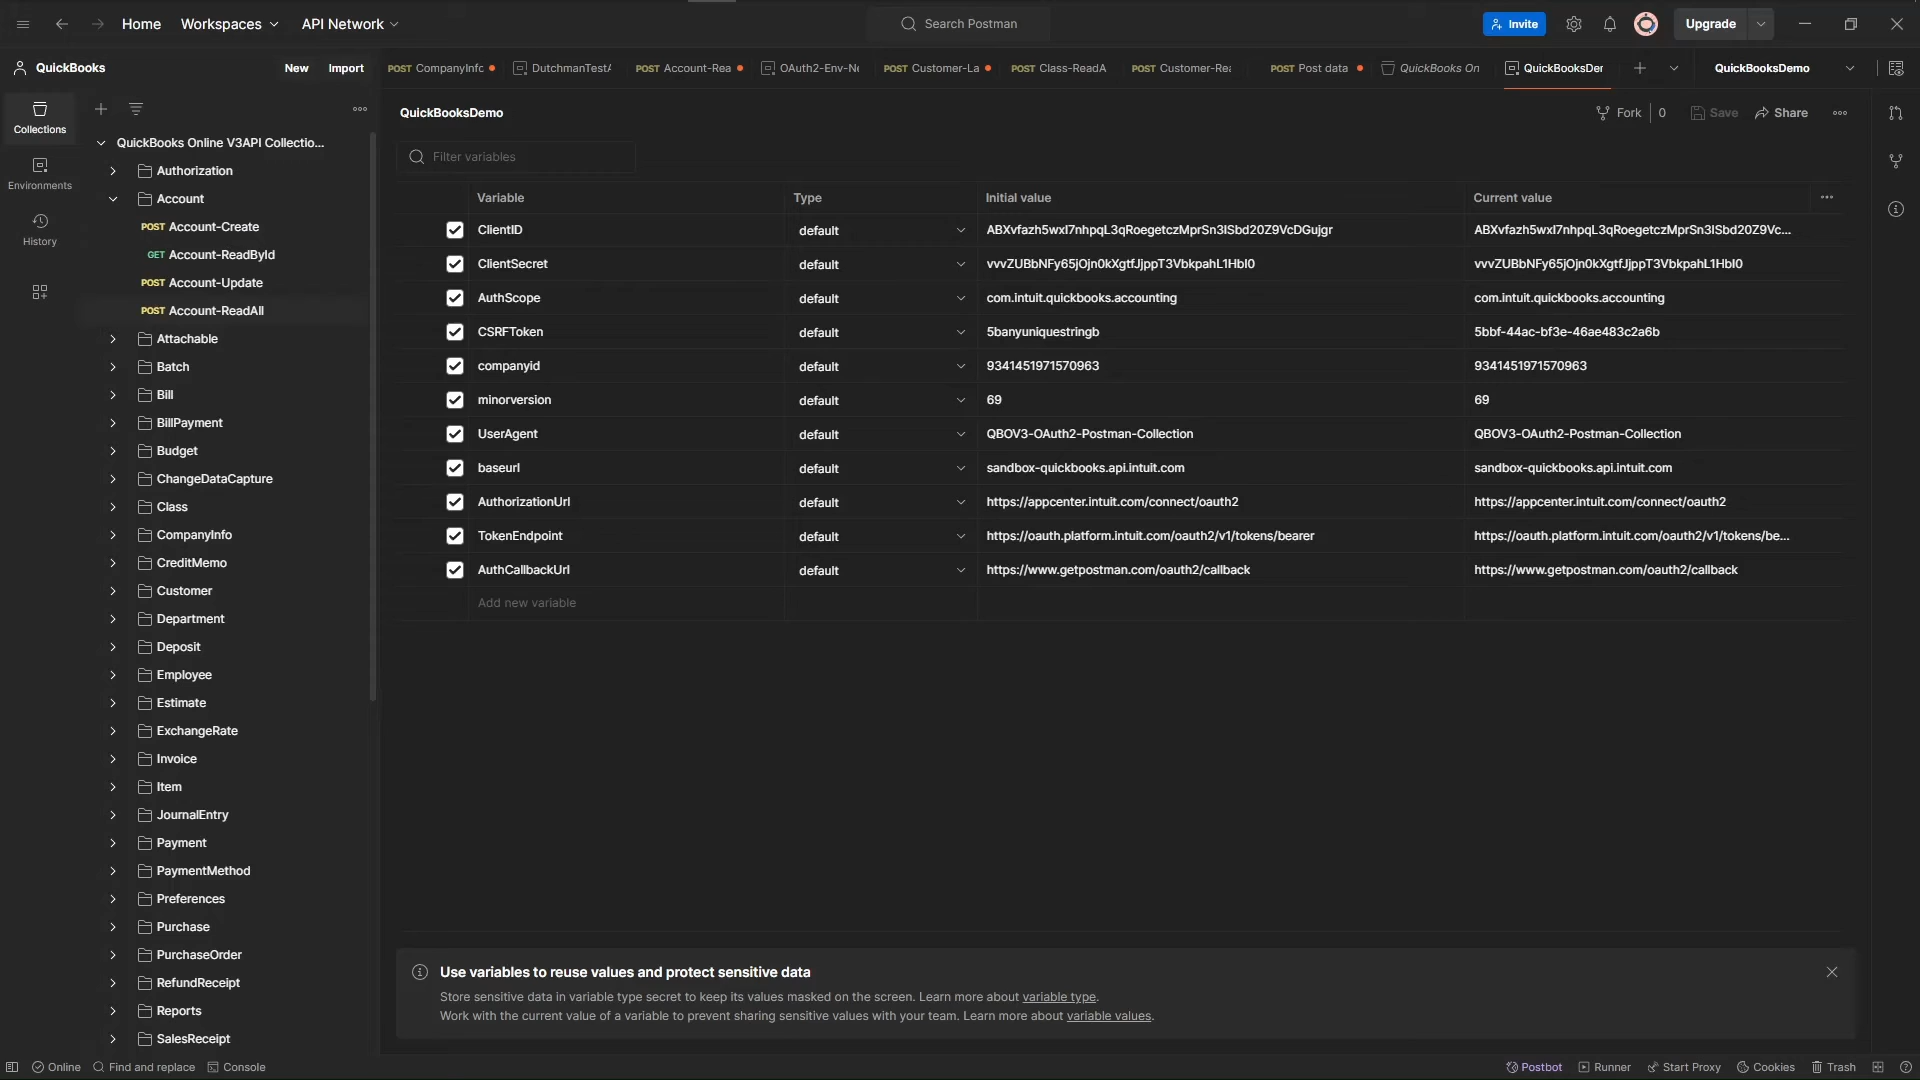 Home Workspaces API Network Search Postman Invite Upgrade
QuickBooks New Import
POST CompanyInfc DutchmanTestA POST Account-Rea OAuth2-Env-Ne POST Customer-La POST Class-ReadA POST Customer-Rea POST Post data QuickBooks On QuickBooksDer QuickBooksDemo
Collections
Environments
History
QuickBooks Online V3API Collectio...
Authorization
Account
POST Account-Create
GET Account-ReadById
POST Account-Update
POST Account-ReadAll
Attachable
Batch
Bill
BillPayment
Budget
ChangeDataCapture
Class
CompanyInfo
CreditMemo
Customer
Department
Deposit
Employee
Estimate
ExchangeRate
Invoice
Item
JournalEntry
Payment
PaymentMethod
Preferences
Purchase
PurchaseOrder
RefundReceipt
Reports
SalesReceipt
QuickBooksDemo Fork 0 Save Share
Filter variables
Variable Type Initial value Current value
ClientID default ABXvfazh5wxI7nhpqL3qRoegetczMprSn3ISbd20Z9VcDGujgr ABXvfazh5wxI7nhpqL3qRoegetczMprSn3ISbd20Z9Vc...
ClientSecret default vvvZUBbNFy65jOjn0kXgtfJjppT3VbkpahL1HbI0 vvvZUBbNFy65jOjn0kXgtfJjppT3VbkpahL1HbI0
AuthScope default com.intuit.quickbooks.accounting com.intuit.quickbooks.accounting
CSRFToken default 5banyuniquestringb 5bbf-44ac-bf3e-46ae483c2a6b
companyid default 9341451971570963 9341451971570963
minorversion default 69 69
UserAgent default QBOV3-OAuth2-Postman-Collection QBOV3-OAuth2-Postman-Collection
baseurl default sandbox-quickbooks.api.intuit.com sandbox-quickbooks.api.intuit.com
AuthorizationUrl default https://appcenter.intuit.com/connect/oauth2 https://appcenter.intuit.com/connect/oauth2
TokenEndpoint default https://oauth.platform.intuit.com/oauth2/v1/tokens/bearer https://oauth.platform.intuit.com/oauth2/v1/tokens/be...
AuthCallbackUrl default https://www.getpostman.com/oauth2/callback https://www.getpostman.com/oauth2/callback
Add new variable
Use variables to reuse values and protect sensitive data
Store sensitive data in variable type secret to keep its values masked on the screen. Learn more about variable type.
Work with the current value of a variable to prevent sharing sensitive values with your team. Learn more about variable values.
Online Find and replace Console Postbot Runner Start Proxy Cookies Trash